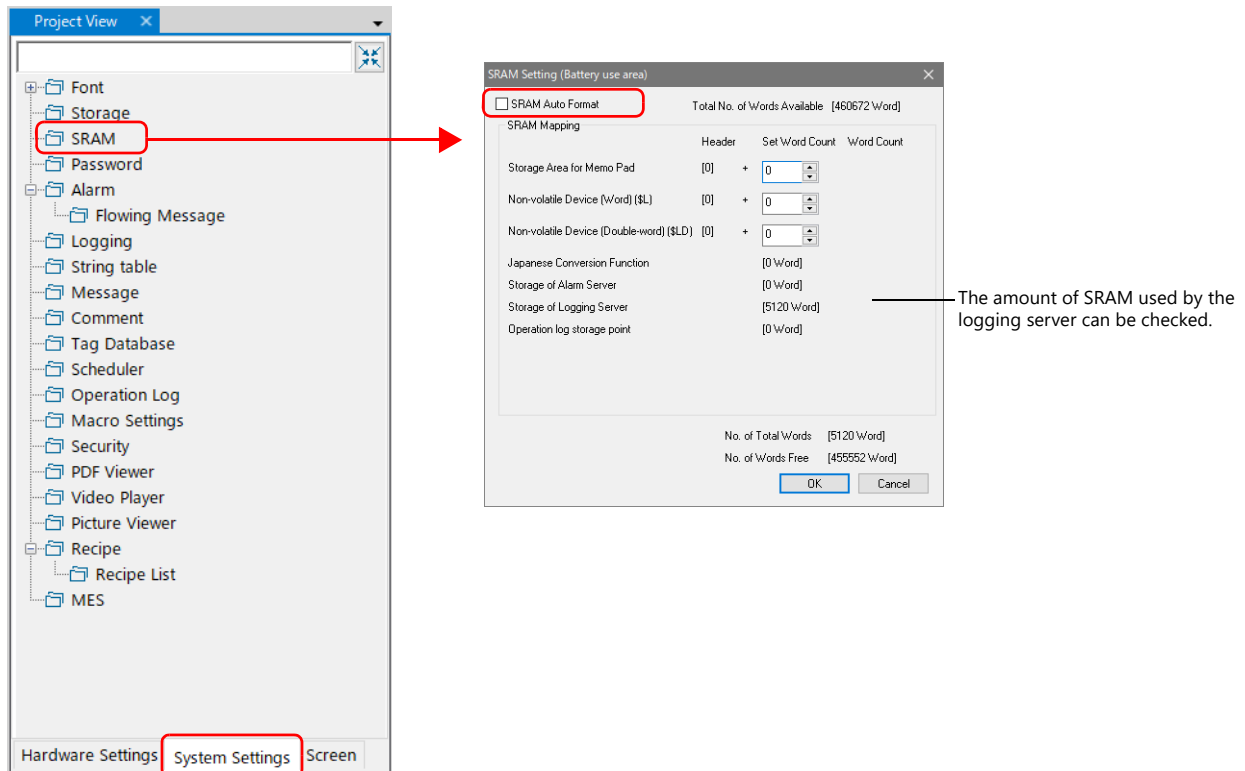 Project View
Font
Storage
SRAM
Password
Alarm
Flowing Message
Logging
String table
Message
Comment
Tag Database
Scheduler
Operation Log
Macro Settings
Security
PDF Viewer
Video Player
Picture Viewer
Recipe
Recipe List
MES
Hardware Settings System Settings Screen
SRAM Setting (Battery use area)
SRAM Auto Format Total No. of Words Available [460672 Word]
SRAM Mapping
Header Set Word Count Word Count
Storage Area for Memo Pad [0] + 0
Non-volatile Device (Word) ($L) [0] + 0
Non-volatile Device (Double-word) ($LD) [0] + 0
Japanese Conversion Function [0 Word]
Storage of Alarm Server [0 Word]
Storage of Logging Server [5120 Word]
Operation log storage point [0 Word]
No. of Total Words [5120 Word]
No. of Words Free [455552 Word]
OK Cancel
The amount of SRAM used by the
logging server can be checked.